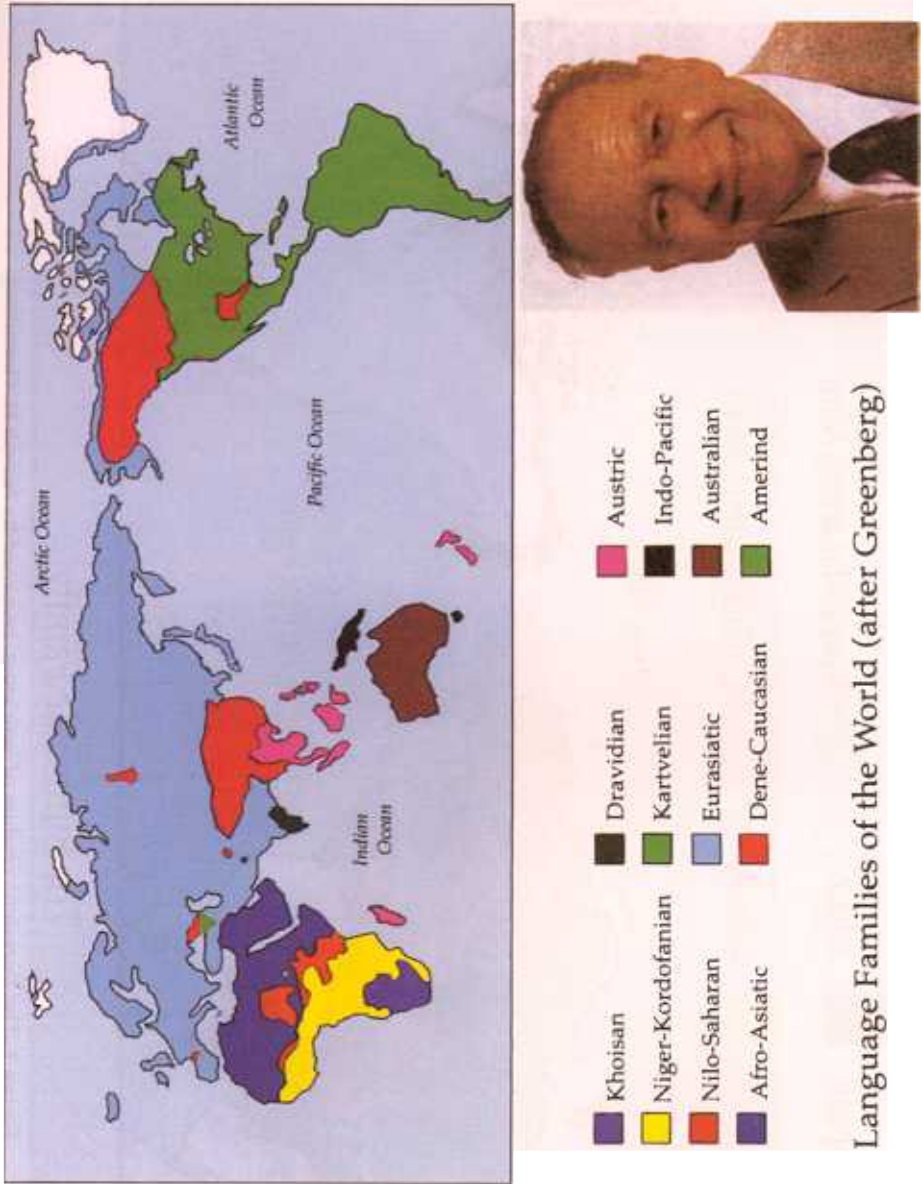 Arctic Ocean
Atlantic
Ocean
Pacific Ocean
Indian
Ocean
Khoisan
Niger-Kordofanian
Nilo-Saharan
Afro-Asiatic
Dravidian
Kartvelian
Eurasiatic
Dene-Caucasian
Austric
Indo-Pacific
Australian
Amerind
Language Families of the World (after Greenberg)